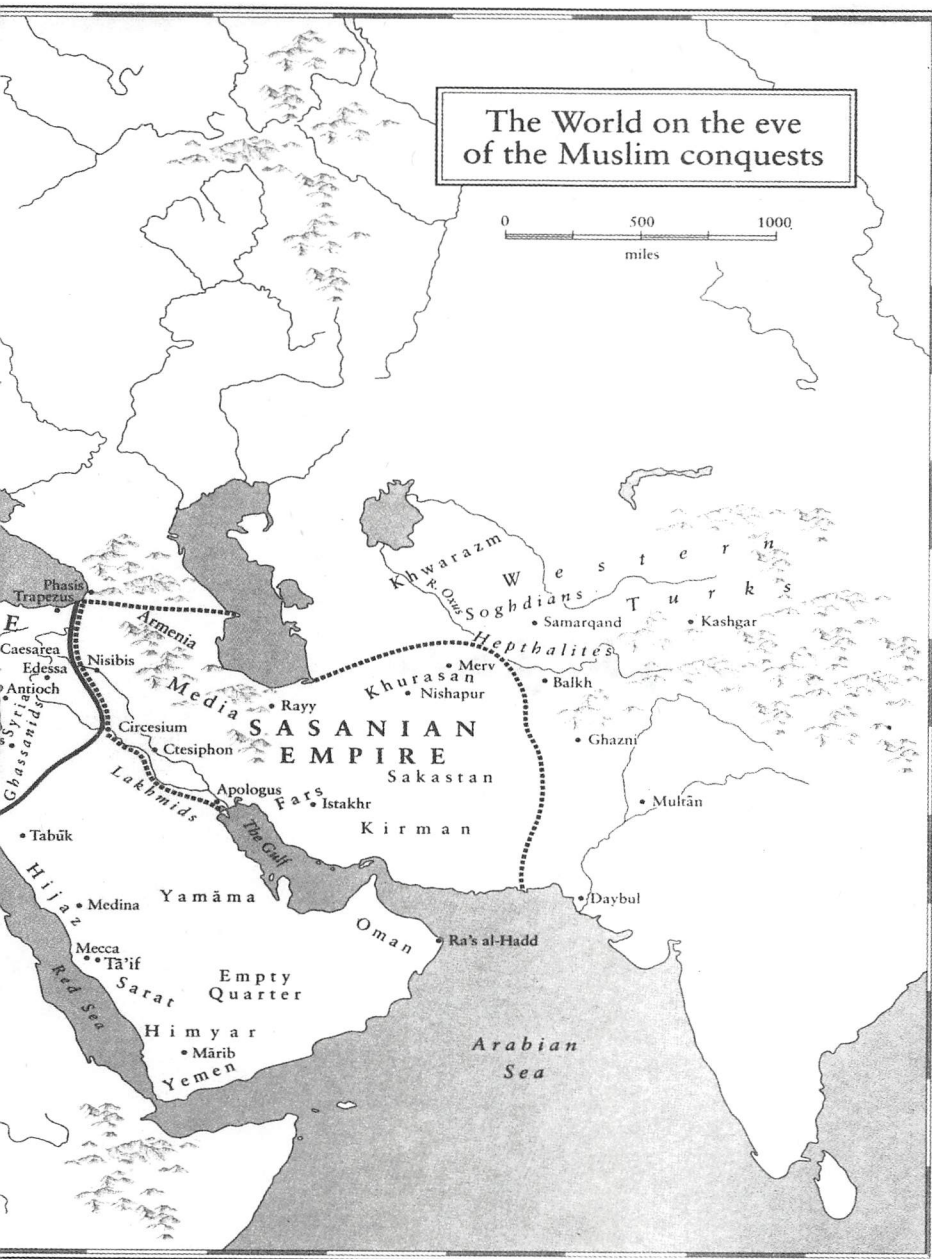 The World on the eve
of the Muslim conquests
0 500 1000
miles
Khwarazm
R. Oxus
Western
Turks
Soghdians
Samarqand
Kashgar
Hepthalites
Phasis
Trapezus
E
Armenia
Caesarea
Edessa
Nisibis
Antioch
Syria
s
Ghassanids
Media
Rayy
Khurasan
Merv
Nishapur
Balkh
SASANIAN
EMPIRE
Circesium
Ctesiphon
Ghazni
Sakastan
Lakhmids
Apologus
Fars
Istakhr
Multān
Kirman
Tabūk
The Gulf
Hijaz
Medina
Yamāma
Daybul
Oman
Ra's al-Hadd
Mecca
Tā'if
Sarat
Empty
Quarter
Red Sea
Himyar
Mārib
Yemen
Arabian
Sea